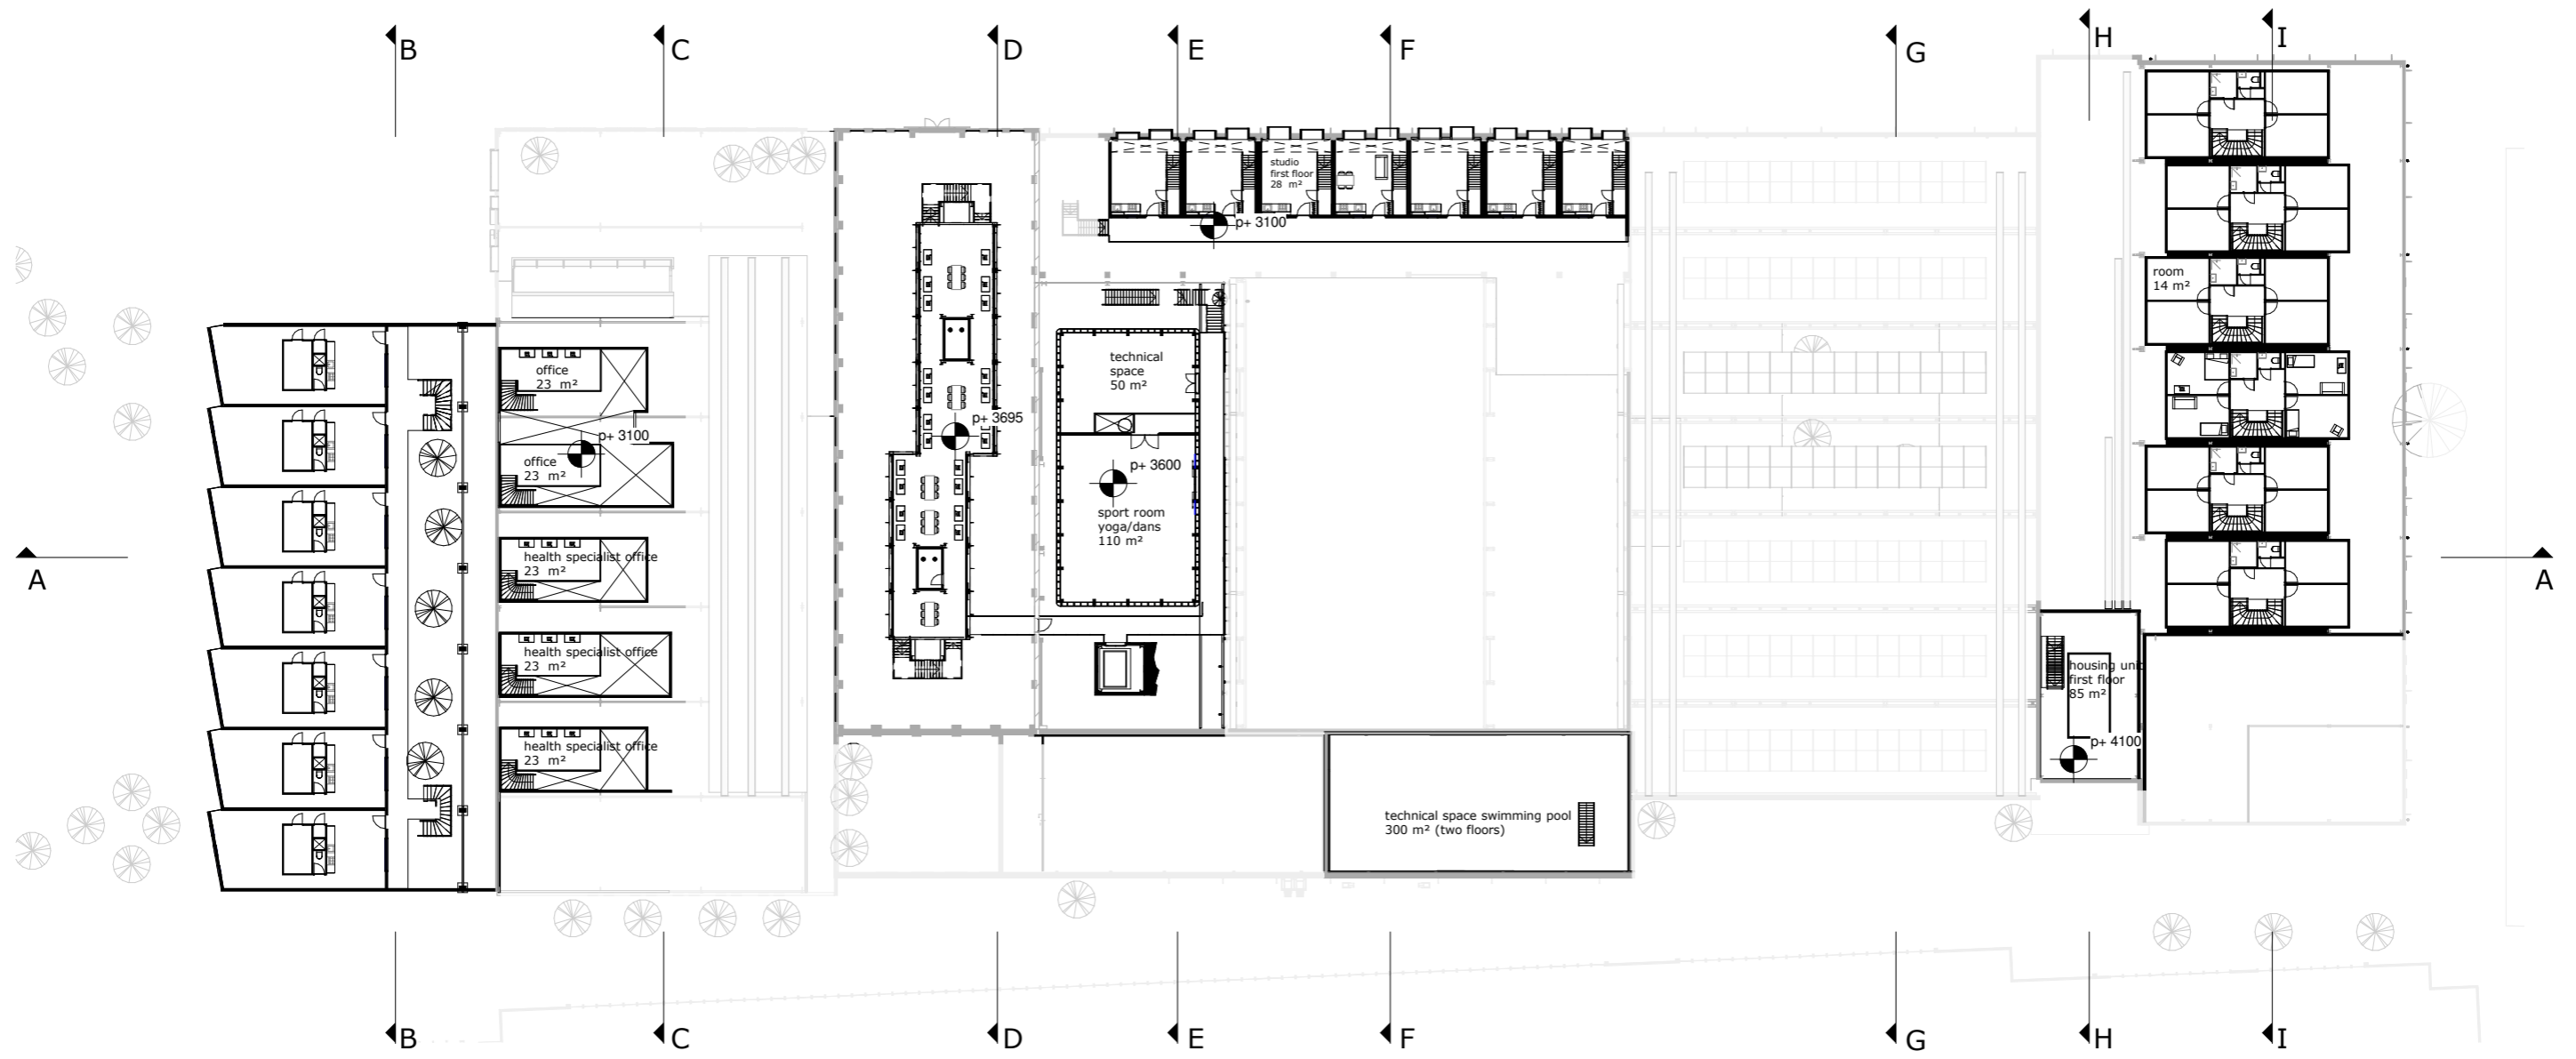 B
C
D
E
F
G
H
I
studio
first floor
28 m²
p+ 3100
room
14 m²
technical
space
50 m²
office
23 m²
p+ 3695
p+ 3100
office
23 m²
p+ 3600
sport room
yoga/dans
110 m²
health specialist office
23 m²
A
A
health specialist office
23 m²
housing unit
first floor
85 m²
health specialist office
23 m²
p+ 4100
technical space swimming pool
300 m² (two floors)
B
C
D
E
F
G
H
I